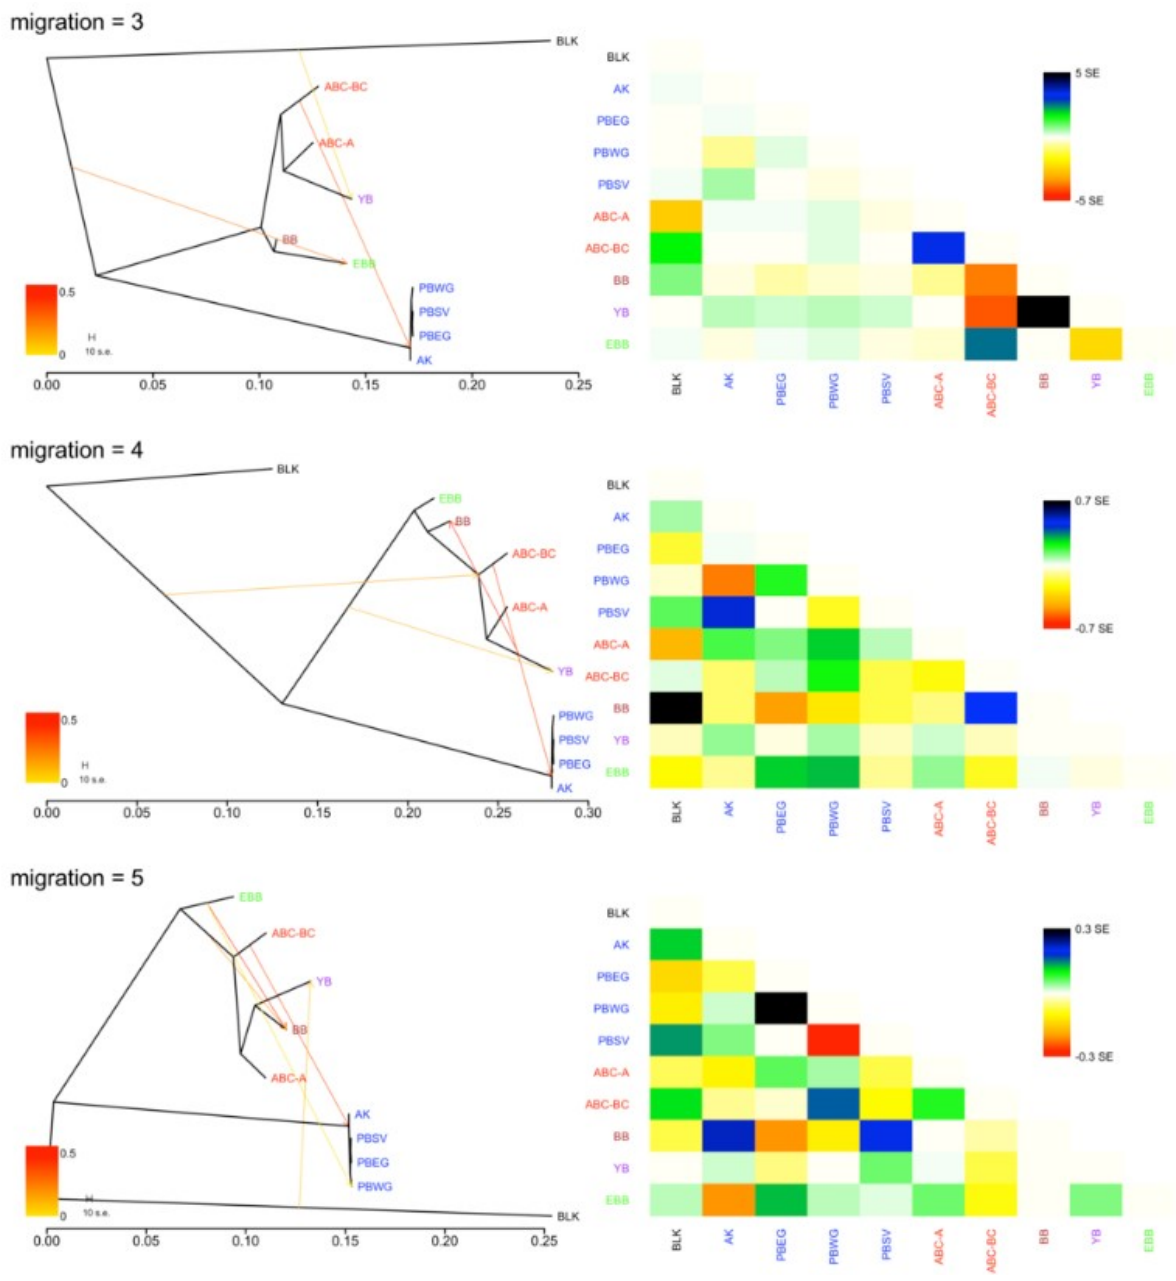 migration = 3
BLK
ABC-BC
ABC-A
YB
BB
EBB
PBWG
PBSV
PBEG
AK
0.5
0
H
10 s.e.
0.00 0.05 0.10 0.15 0.20 0.25
BLK
AK
PBEG
PBWG
PBSV
ABC-A
ABC-BC
BB
YB
EBB
BLK AK PBEG PBWG PBSV ABC-A ABC-BC BB YB EBB
5 SE
-5 SE
migration = 4
BLK
EBB
BB
ABC-BC
ABC-A
YB
PBWG
PBSV
PBEG
AK
0.5
0
H
10 s.e.
0.00 0.05 0.10 0.15 0.20 0.25 0.30
BLK
AK
PBEG
PBWG
PBSV
ABC-A
ABC-BC
BB
YB
EBB
BLK AK PBEG PBWG PBSV ABC-A ABC-BC BB YB EBB
0.7 SE
-0.7 SE
migration = 5
EBB
ABC-BC
YB
BB
ABC-A
AK
PBSV
PBEG
PBWG
BLK
0.5
0
H
10 s.e.
0.00 0.05 0.10 0.15 0.20 0.25
BLK
AK
PBEG
PBWG
PBSV
ABC-A
ABC-BC
BB
YB
EBB
BLK AK PBEG PBWG PBSV ABC-A ABC-BC BB YB EBB
0.3 SE
-0.3 SE